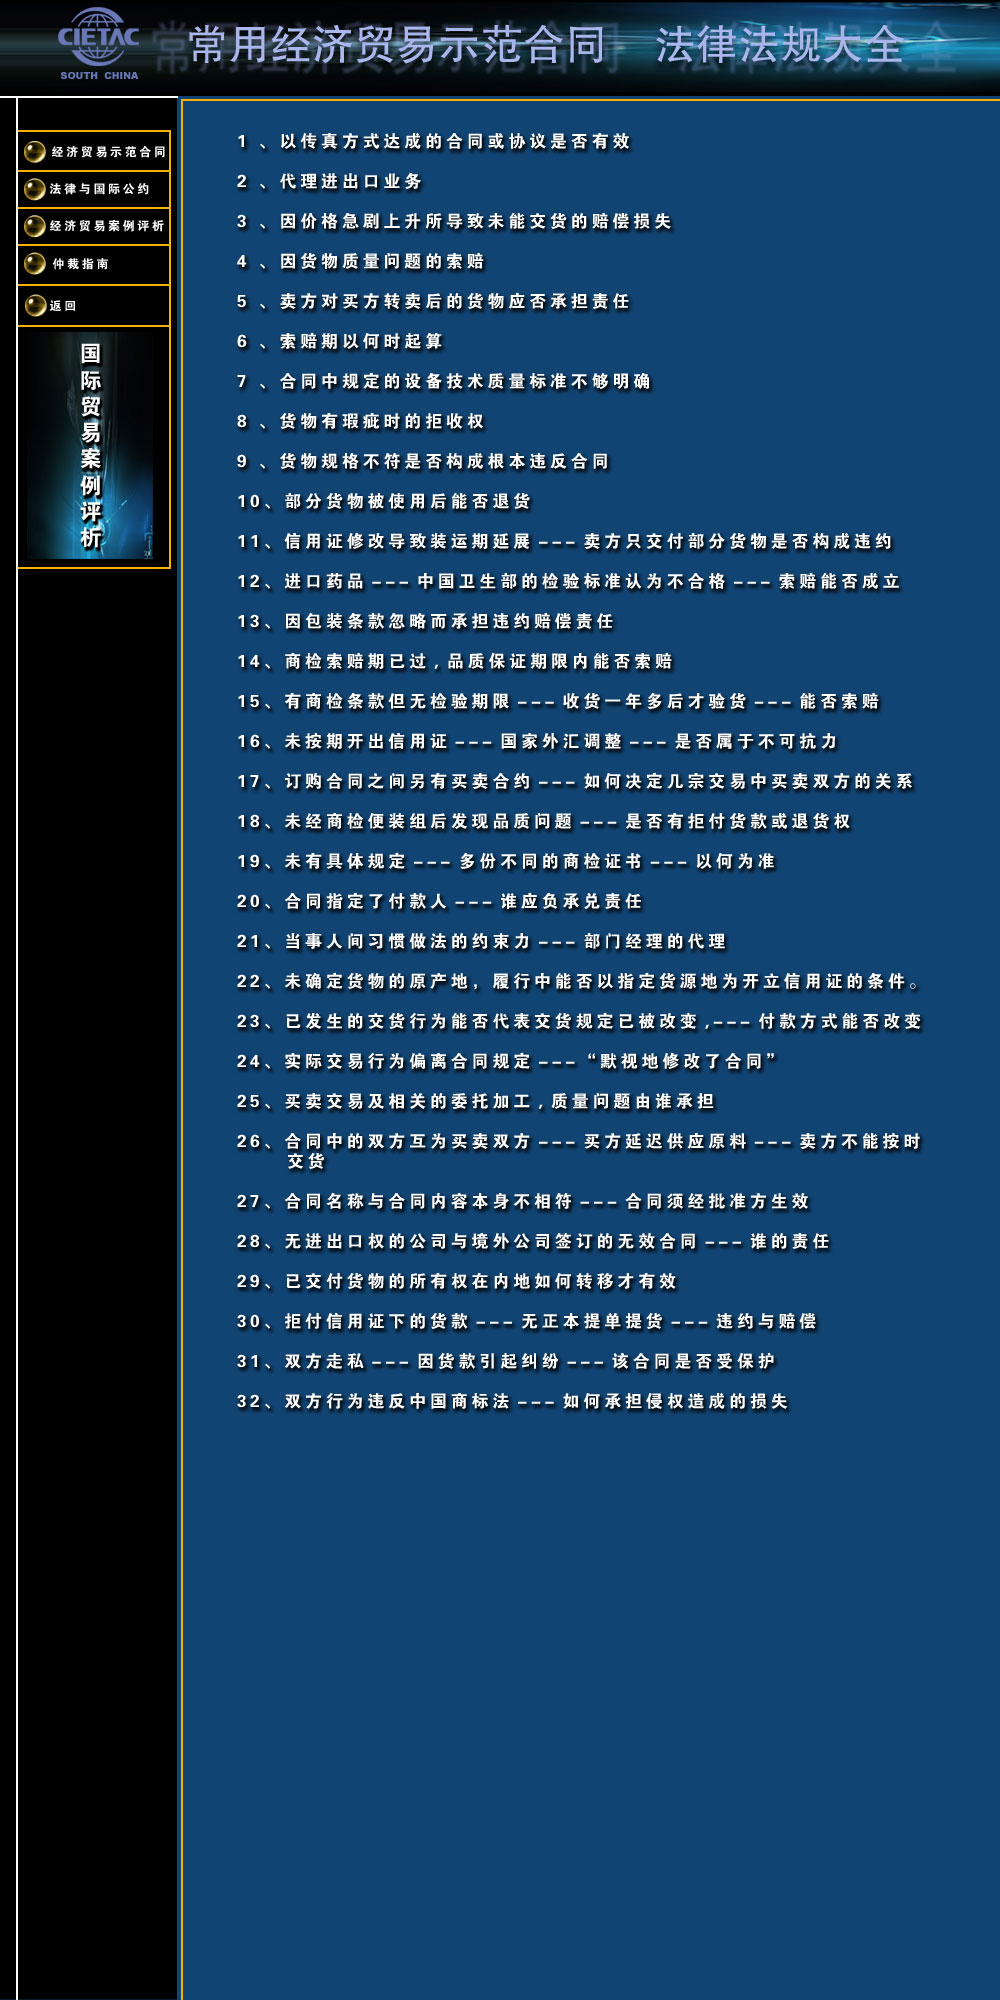 CIETAC
SOUTH CHINA
常用经济贸易示范合同 法律法规大全
经济贸易示范合同
法律与国际公约
经济贸易案例评析
仲裁指南
返回
国际贸易案例评析
1 、以传真方式达成的合同或协议是否有效
2 、代理进出口业务
3 、因价格急剧上升所导致未能交货的赔偿损失
4 、因货物质量问题的索赔
5 、卖方对买方转卖后的货物应否承担责任
6 、索赔期以何时起算
7 、合同中规定的设备技术质量标准不够明确
8 、货物有瑕疵时的拒收权
9 、货物规格不符是否构成根本违反合同
10、部分货物被使用后能否退货
11、信用证修改导致装运期延展 --- 卖方只交付部分货物是否构成违约
12、进口药品 --- 中国卫生部的检验标准认为不合格 --- 索赔能否成立
13、因包装条款忽略而承担违约赔偿责任
14、商检索赔期已过 , 品质保证期限内能否索赔
15、有商检条款但无检验期限 --- 收货一年多后才验货 --- 能否索赔
16、未按期开出信用证 --- 国家外汇调整 --- 是否属于不可抗力
17、订购合同之间另有买卖合约 --- 如何决定几宗交易中买卖双方的关系
18、未经商检便装组后发现品质问题 --- 是否有拒付货款或退货权
19、未有具体规定 --- 多份不同的商检证书 --- 以何为准
20、合同指定了付款人 --- 谁应负承兑责任
21、当事人间习惯做法的约束力 --- 部门经理的代理
22、未确定货物的原产地，履行中能否以指定货源地为开立信用证的条件。
23、已发生的交货行为能否代表交货规定已被改变 ,--- 付款方式能否改变
24、实际交易行为偏离合同规定 --- “默视地修改了合同”
25、买卖交易及相关的委托加工 , 质量问题由谁承担
26、合同中的双方互为买卖双方 --- 买方延迟供应原料 --- 卖方不能按时
交货
27、合同名称与合同内容本身不相符 --- 合同须经批准方生效
28、无进出口权的公司与境外公司签订的无效合同 --- 谁的责任
29、已交付货物的所有权在内地如何转移才有效
30、拒付信用证下的货款 --- 无正本提单提货 --- 违约与赔偿
31、双方走私 --- 因货款引起纠纷 --- 该合同是否受保护
32、双方行为违反中国商标法 --- 如何承担侵权造成的损失